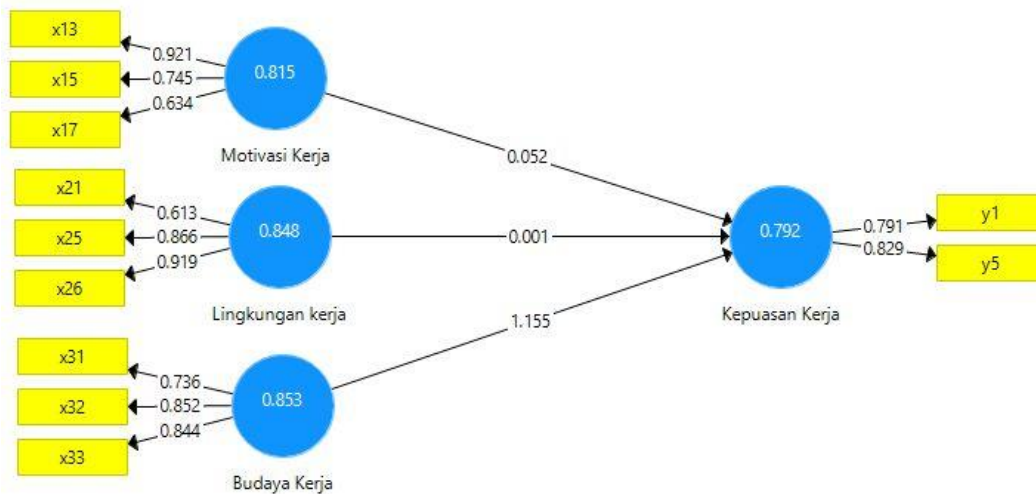 x13
0.921
0.815
x15
0.745
x17
0.634
Motivasi Kerja
0.052
x21
0.613
x25
0.866
0.848
x26
0.919
Lingkungan kerja
0.001
0.792
Kepuasan Kerja
0.791
y1
0.829
y5
1.155
x31
0.736
x32
0.852
0.853
x33
0.844
Budaya Kerja